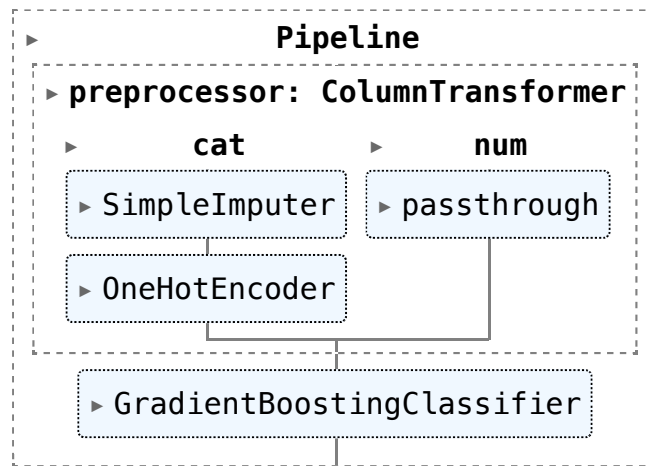 Pipeline
preprocessor: ColumnTransformer
cat num
SimpleImputer passthrough
OneHotEncoder
GradientBoostingClassifier